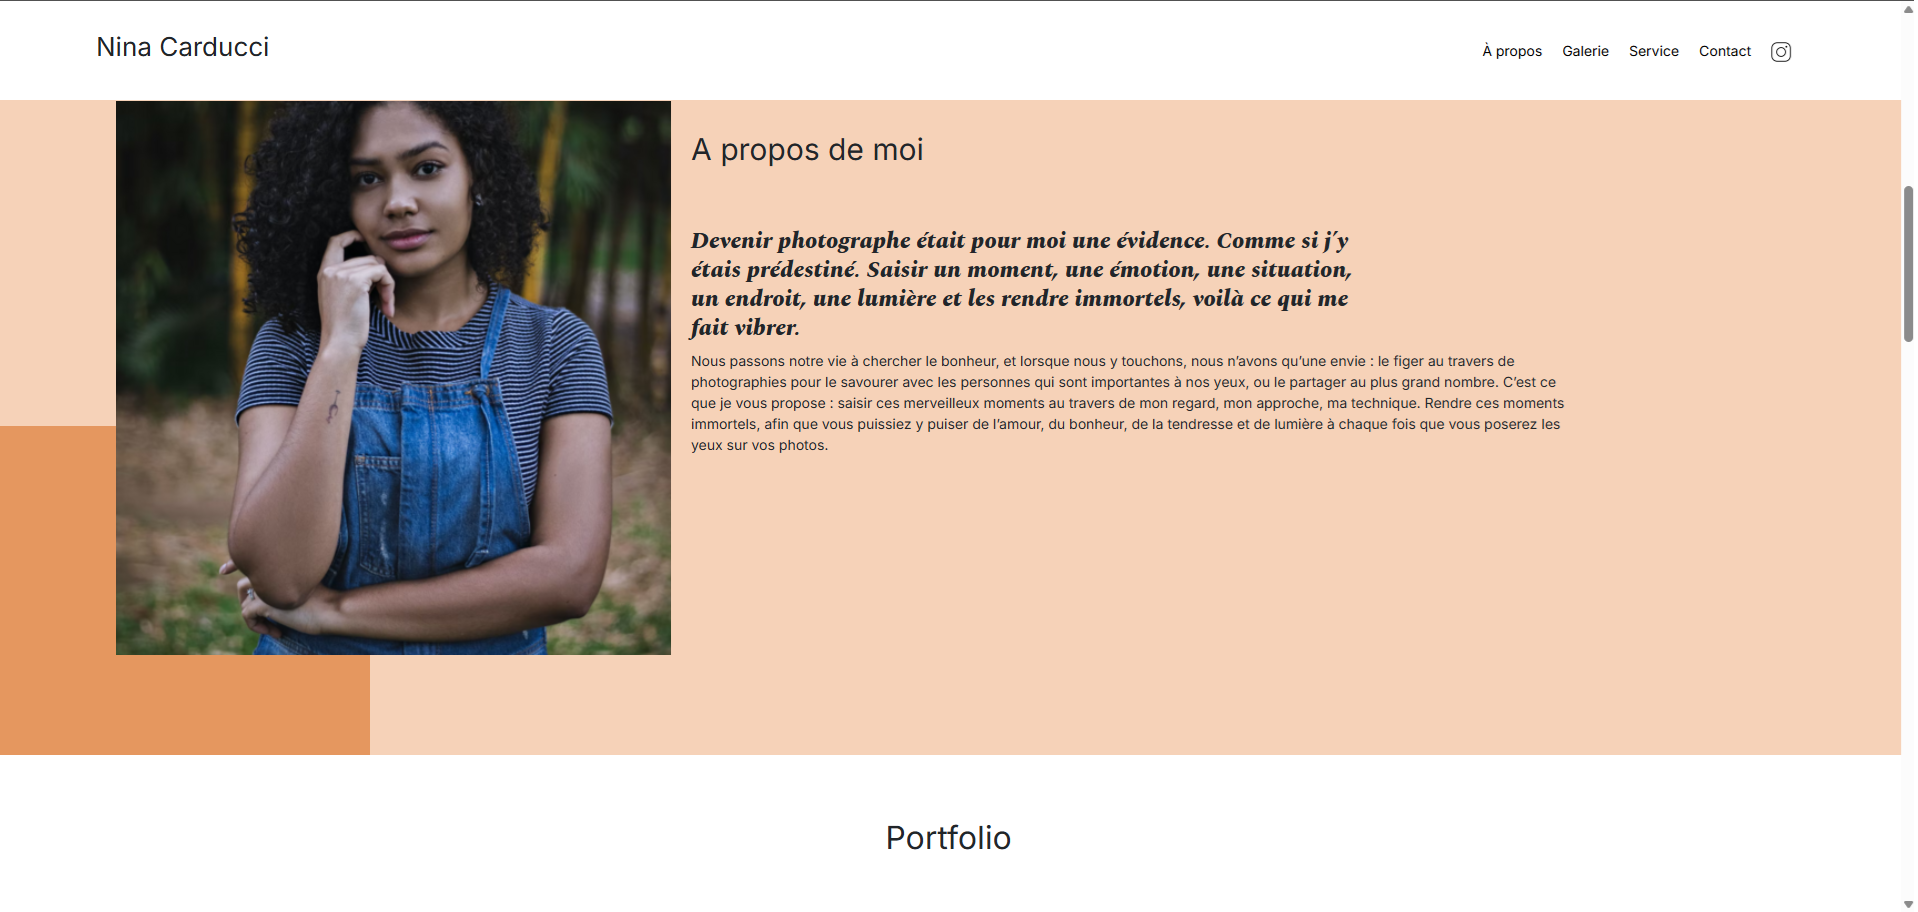 Nina Carducci
À propos Galerie Service Contact
A propos de moi
Devenir photographe était pour moi une évidence. Comme si j'y
étais prédestiné. Saisir un moment, une émotion, une situation,
un endroit, une lumière et les rendre immortels, voilà ce qui me
fait vibrer.
Nous passons notre vie à chercher le bonheur, et lorsque nous y touchons, nous n’avons qu’une envie : le figer au travers de
photographies pour le savourer avec les personnes qui sont importantes à nos yeux, ou le partager au plus grand nombre. C’est ce
que je vous propose : saisir ces merveilleux moments au travers de mon regard, mon approche, ma technique. Rendre ces moments
immortels, afin que vous puissiez y puiser de l’amour, du bonheur, de la tendresse et de lumière à chaque fois que vous poserez les
yeux sur vos photos.
Portfolio